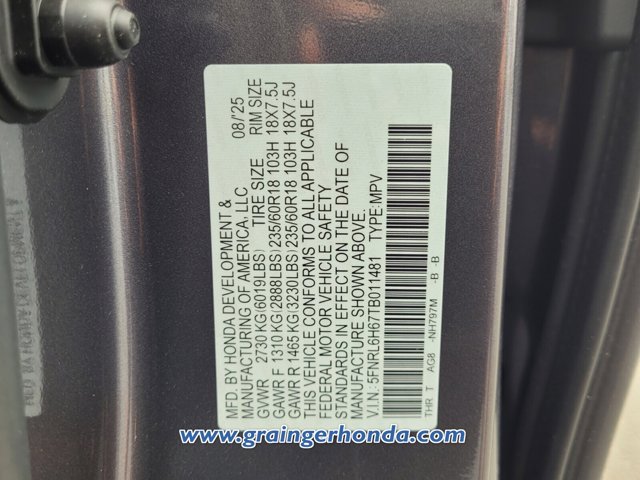 MFD. BY HONDA DEVELOPMENT &
MANUFACTURING OF AMERICA, LLC 08/'25
GVWR 2730 KG (6019LBS) TIRE SIZE RIM SIZE
GAWR F 1310 KG (2888LBS) 235/60R18 103H 18X7.5J
GAWR R 1465 KG (3230LBS) 235/60R18 103H 18X7.5J
THIS VEHICLE CONFORMS TO ALL APPLICABLE
FEDERAL MOTOR VEHICLE SAFETY
STANDARDS IN EFFECT ON THE DATE OF
MANUFACTURE SHOWN ABOVE.
V.I.N.: 5FNRL6H67TB011481 TYPE:MPV
THR T AG8 -NH797M -B -B
www.graingerhonda.com